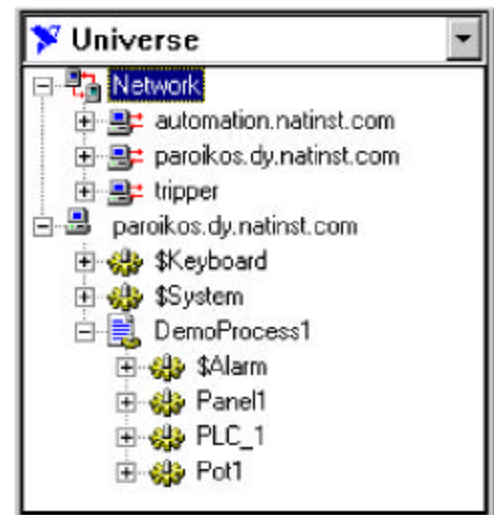 Universe
Network
automation.natinst.com
paroikos.dy.natinst.com
tripper
paroikos.dy.natinst.com
$Keyboard
$System
DemoProcess1
$Alarm
Panel1
PLC_1
Pot1